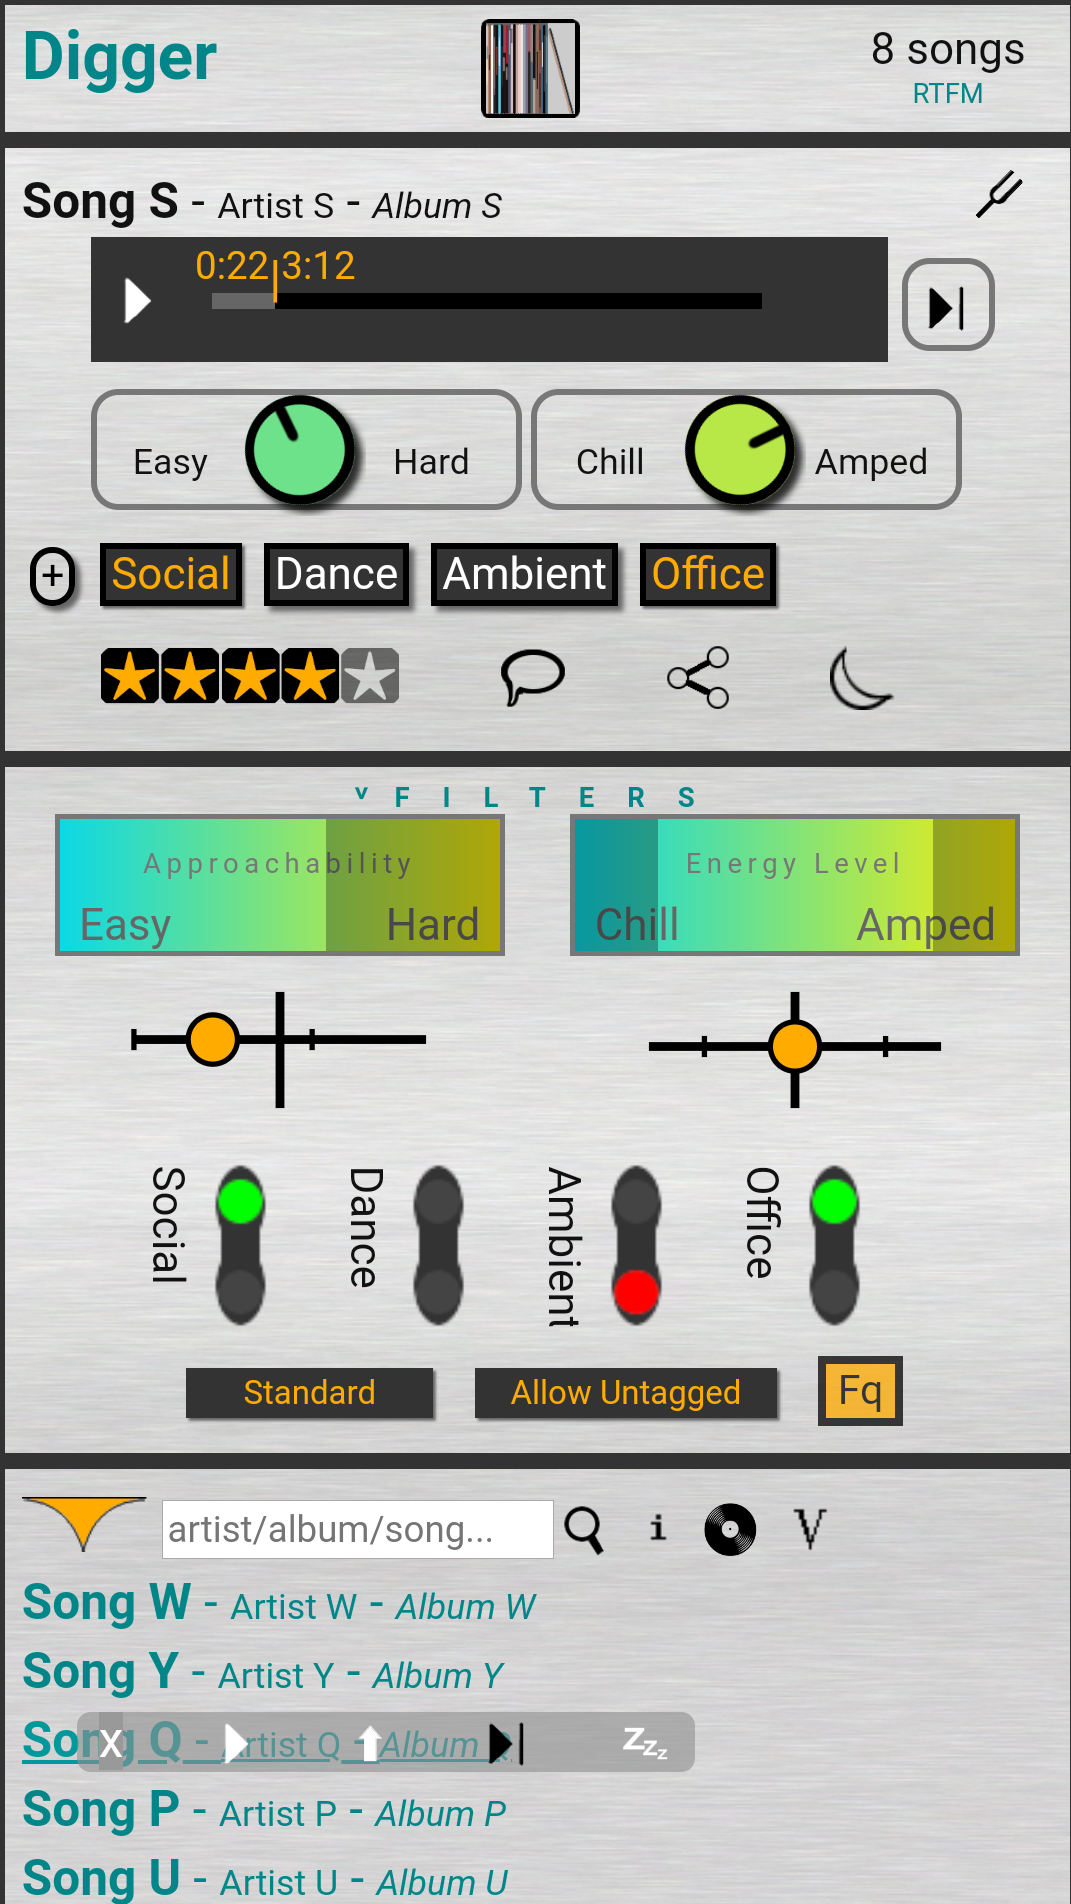 Digger
8 songs
RTFM
Song S - Artist S - Album S
0:22 3:12
Easy Hard Chill Amped
+ Social Dance Ambient Office
v FILTERS
Approachability Energy Level
Easy Hard Chill Amped
Social Dance Ambient Office
Standard Allow Untagged Fq
artist/album/song... i V
Song W - Artist W - Album W
Song Y - Artist Y - Album Y
Song Q - Artist Q - Album
X Zzz
Song P - Artist P - Album P
Song U - Artist U - Album U